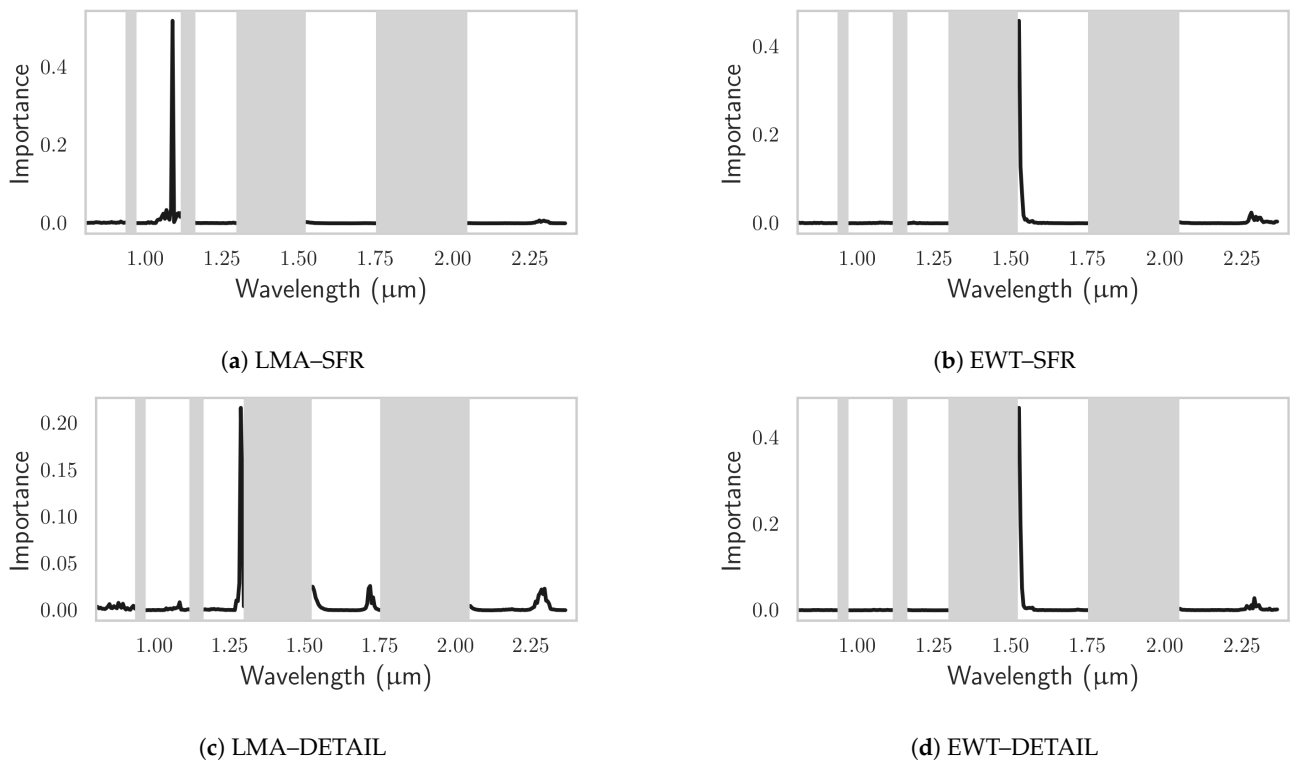 Importance
0.4
0.2
0.0
1.00 1.25 1.50 1.75 2.00 2.25
Wavelength (μm)
(a) LMA–SFR
Importance
0.4
0.2
0.0
1.00 1.25 1.50 1.75 2.00 2.25
Wavelength (μm)
(b) EWT–SFR
Importance
0.20
0.15
0.10
0.05
0.00
1.00 1.25 1.50 1.75 2.00 2.25
Wavelength (μm)
(c) LMA–DETAIL
Importance
0.4
0.2
0.0
1.00 1.25 1.50 1.75 2.00 2.25
Wavelength (μm)
(d) EWT–DETAIL